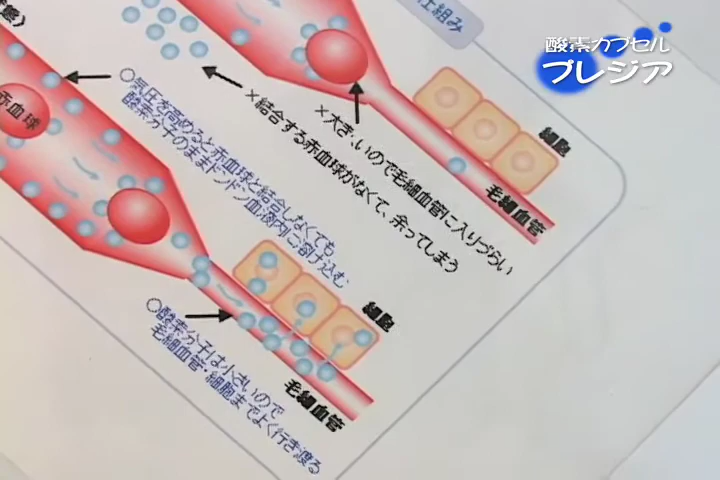 酸素カプセル
プレジア
仕組み
×大きいので毛細血管に入りづらい
×結合する赤血球がなくて、余ってしまう
細胞
毛細血管
赤血球
○気圧を高めると赤血球と結合しなくても
酸素分子のままドンドン血液内に溶け込む
細胞
毛細血管
○酸素分子は小さいので
毛細血管・細胞までよく行き渡る